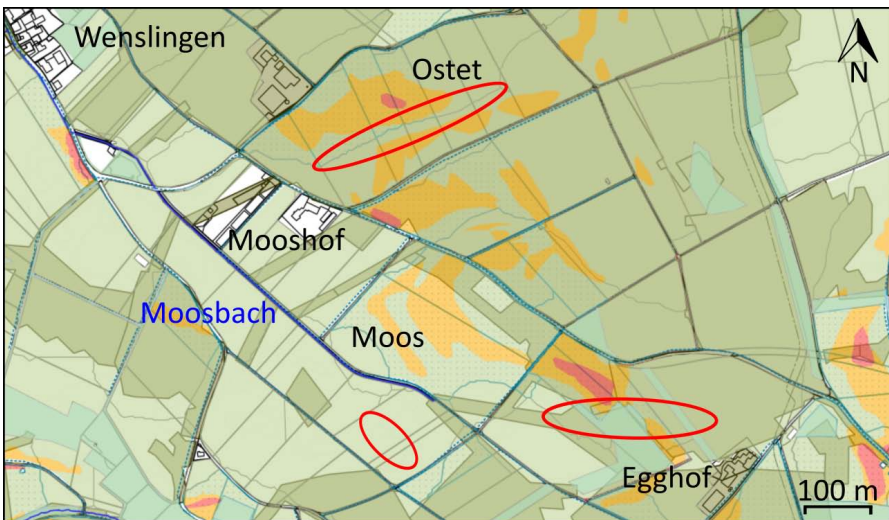 Wenslingen
Ostet
N
Mooshof
Moosbach
Moos
Egghof
100 m